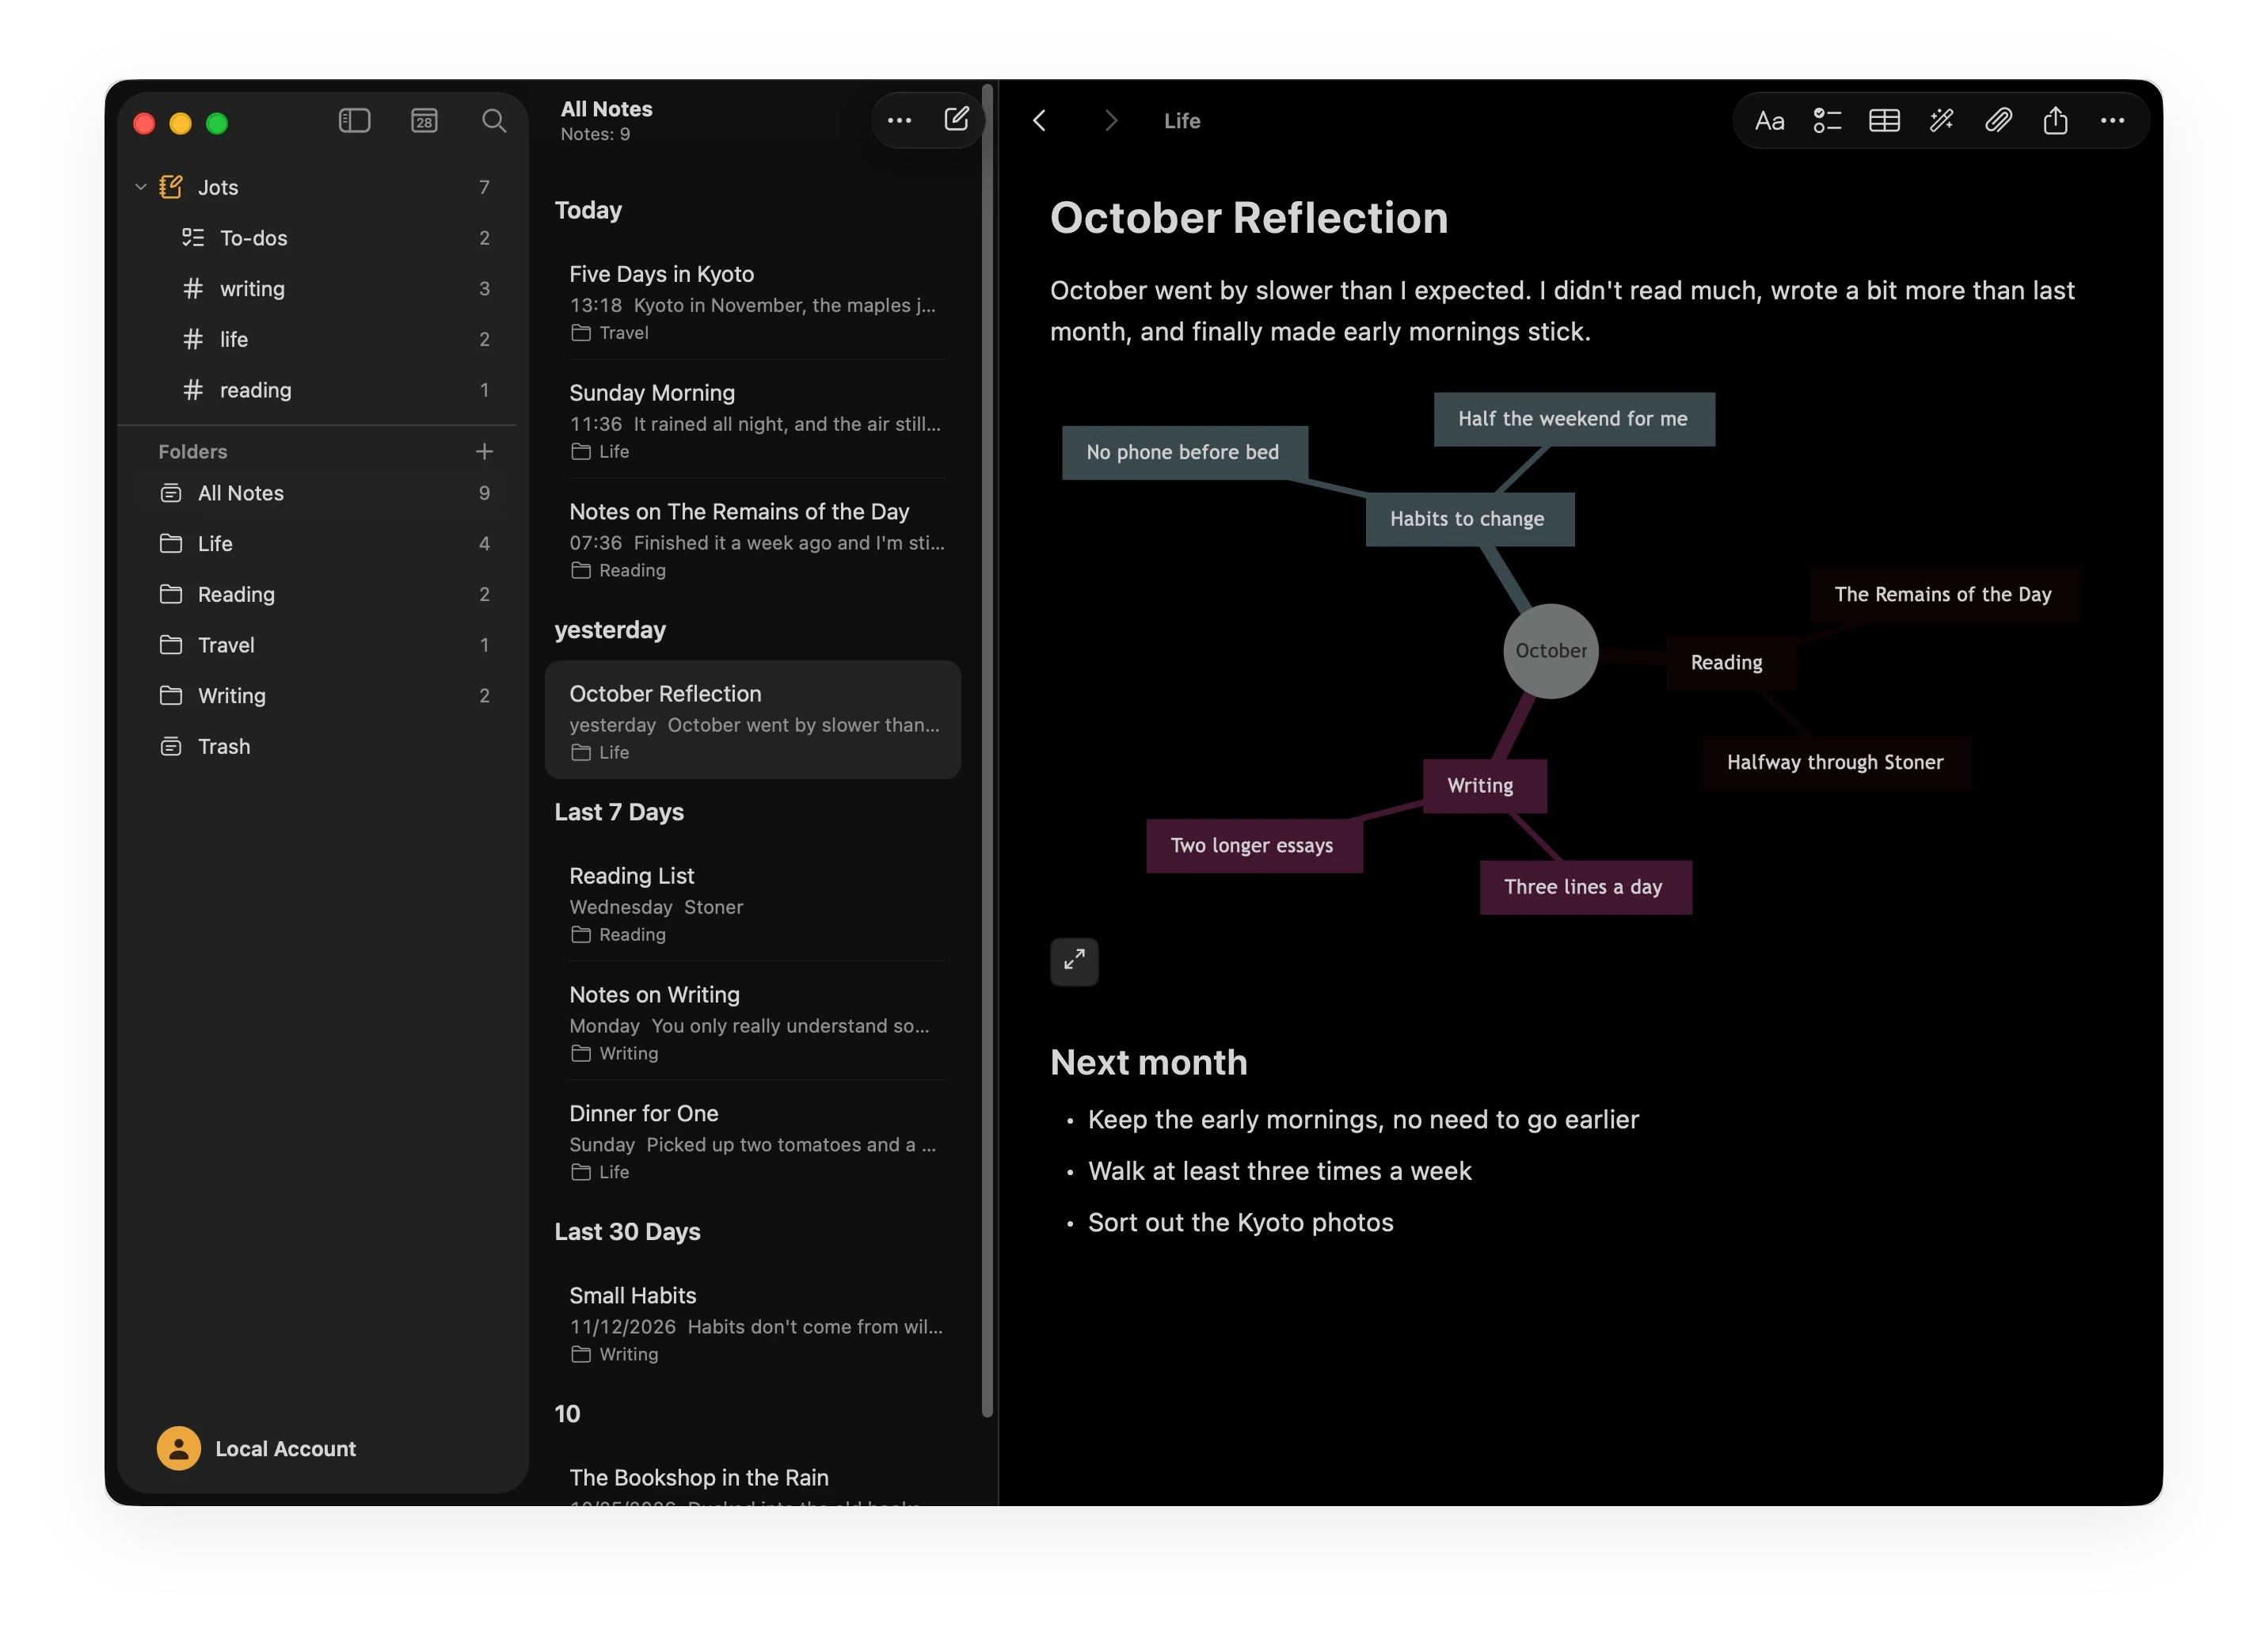 28
Jots 7
To-dos 2
# writing 3
# life 2
# reading 1
Folders
All Notes 9
Life 4
Reading 2
Travel 1
Writing 2
Trash
Local Account
All Notes
Notes: 9
Today
Five Days in Kyoto
13:18 Kyoto in November, the maples j...
Travel
Sunday Morning
11:36 It rained all night, and the air still...
Life
Notes on The Remains of the Day
07:36 Finished it a week ago and I'm sti...
Reading
yesterday
October Reflection
yesterday October went by slower than...
Life
Last 7 Days
Reading List
Wednesday Stoner
Reading
Notes on Writing
Monday You only really understand so...
Writing
Dinner for One
Sunday Picked up two tomatoes and a ...
Life
Last 30 Days
Small Habits
11/12/2026 Habits don't come from wil...
Writing
10
The Bookshop in the Rain
Life
Aa
October Reflection
October went by slower than I expected. I didn't read much, wrote a bit more than last
month, and finally made early mornings stick.
Half the weekend for me
No phone before bed
Habits to change
The Remains of the Day
October
Reading
Halfway through Stoner
Writing
Two longer essays
Three lines a day
Next month
• Keep the early mornings, no need to go earlier
• Walk at least three times a week
• Sort out the Kyoto photos